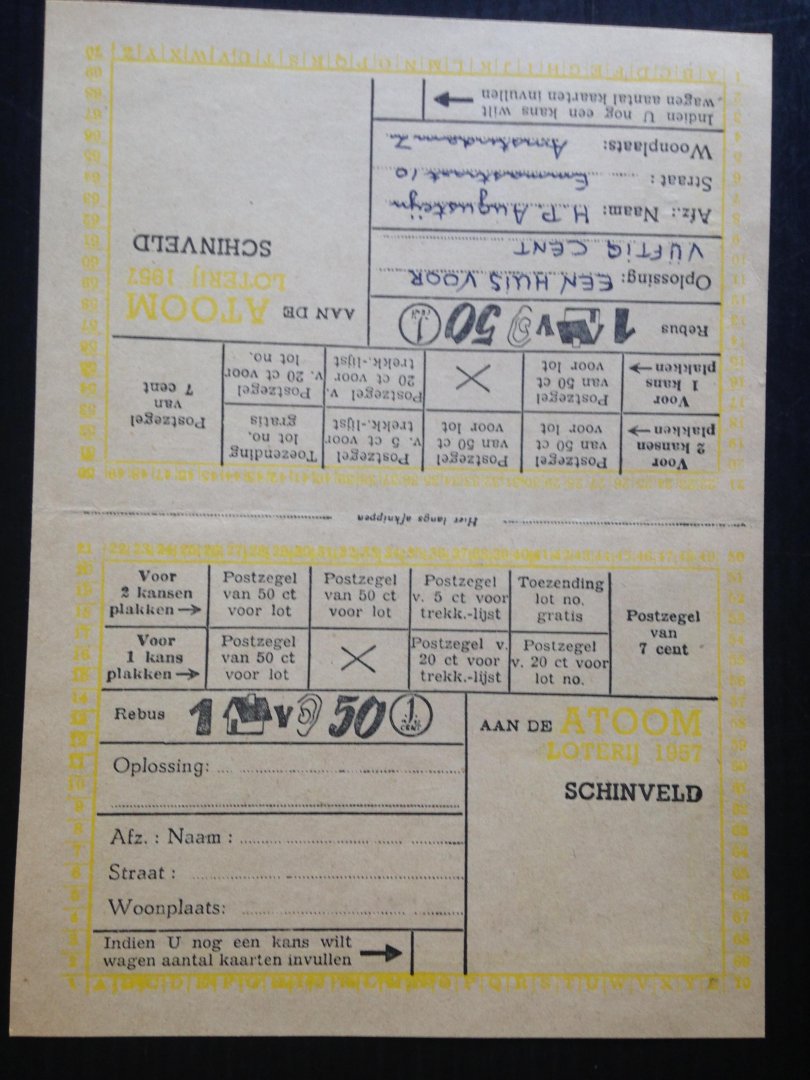 Voor 2 kansen plakken → Postzegel van 50 ct voor lot Postzegel van 50 ct voor lot Postzegel v. 5 ct voor trekk.-lijst Toezending lot no. gratis
Postzegel van 7 cent
Voor 1 kans plakken → Postzegel van 50 ct voor lot X Postzegel v. 20 ct voor trekk.-lijst Postzegel v. 20 ct voor lot no.
Rebus 1 v 50 1 cent
AAN DE ATOOM
LOTERIJ 1957
SCHINVELD
Oplossing: EEN HUIS VOOR
VIJFTIG CENT
Afz.: Naam: H.P. Augusteijn
Straat: Emmastraat 10
Woonplaats: Amsterdam Z
Indien U nog een kans wilt
wagen aantal kaarten invullen
Hier langs afknippen
Voor 2 kansen plakken → Postzegel van 50 ct voor lot Postzegel van 50 ct voor lot Postzegel v. 5 ct voor trekk.-lijst Toezending lot no. gratis
Postzegel van 7 cent
Voor 1 kans plakken → Postzegel van 50 ct voor lot X Postzegel v. 20 ct voor trekk.-lijst Postzegel v. 20 ct voor lot no.
Rebus 1 v 50 1 cent
AAN DE ATOOM
LOTERIJ 1957
SCHINVELD
Oplossing:
Afz. : Naam :
Straat :
Woonplaats:
Indien U nog een kans wilt
wagen aantal kaarten invullen